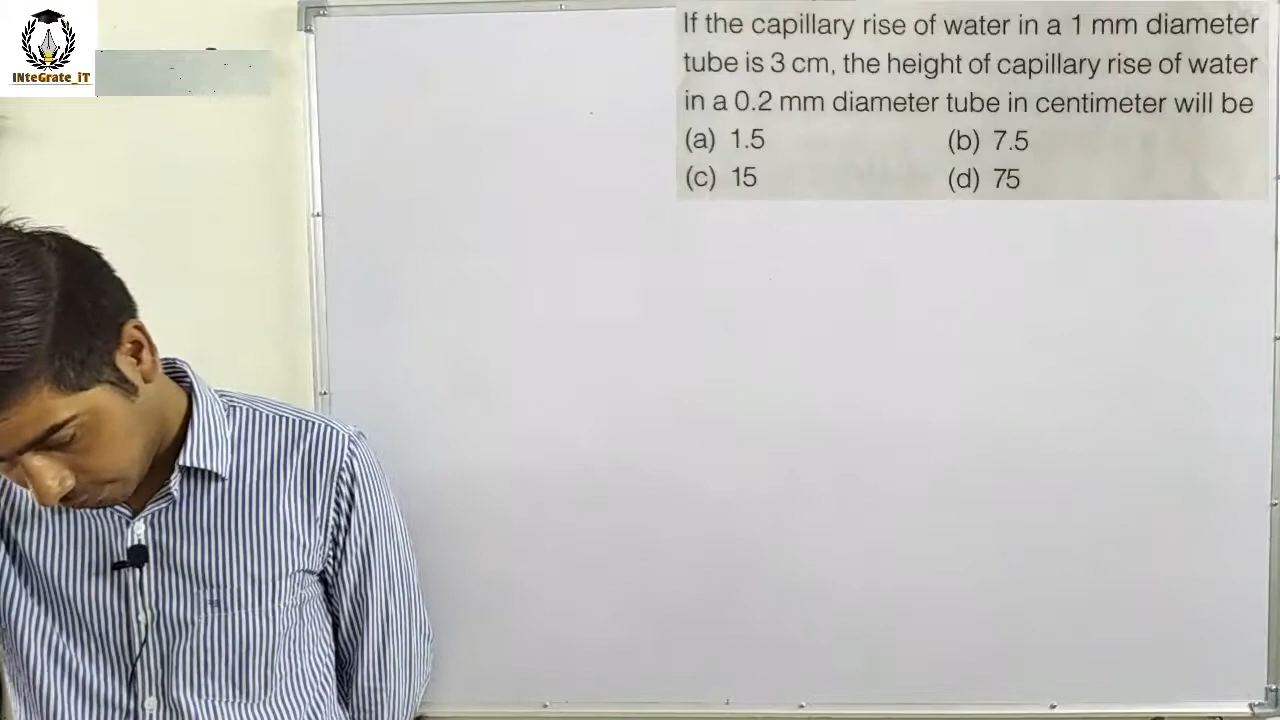 INteGrate_iT
If the capillary rise of water in a 1 mm diameter
tube is 3 cm, the height of capillary rise of water
in a 0.2 mm diameter tube in centimeter will be
(a) 1.5 (b) 7.5
(c) 15 (d) 75